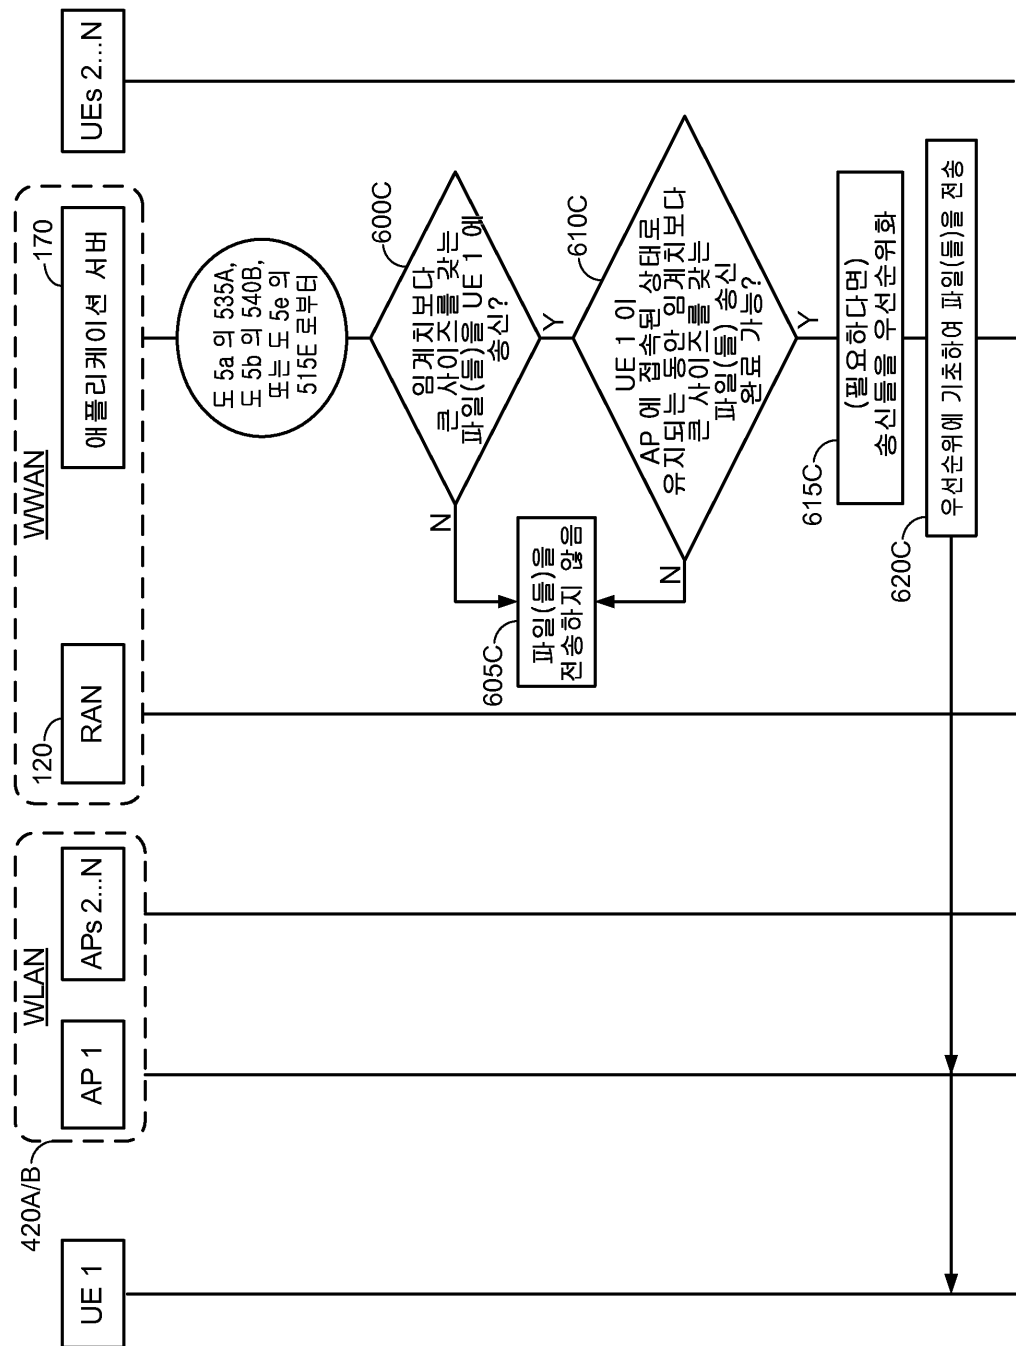 420A/B
WLAN
WWAN
120
170
UE 1
AP 1
APs 2...N
RAN
애플리케이션 서버
UEs 2...N
도 5a 의 535A,
도 5b 의 540B,
또는 도 5e 의
515E 로부터
600C
임계치보다
큰 사이즈를 갖는
파일(들)을 UE 1 에
송신?
N
Y
605C
파일(들)을
전송하지 않음
610C
UE 1 이
AP 에 접속된 상태로
유지되는 동안 임계치보다
큰 사이즈를 갖는
파일(들) 송신
완료 가능?
N
Y
615C
(필요하다면)
송신들을 우선순위화
620C
우선순위에 기초하여 파일(들)을 전송